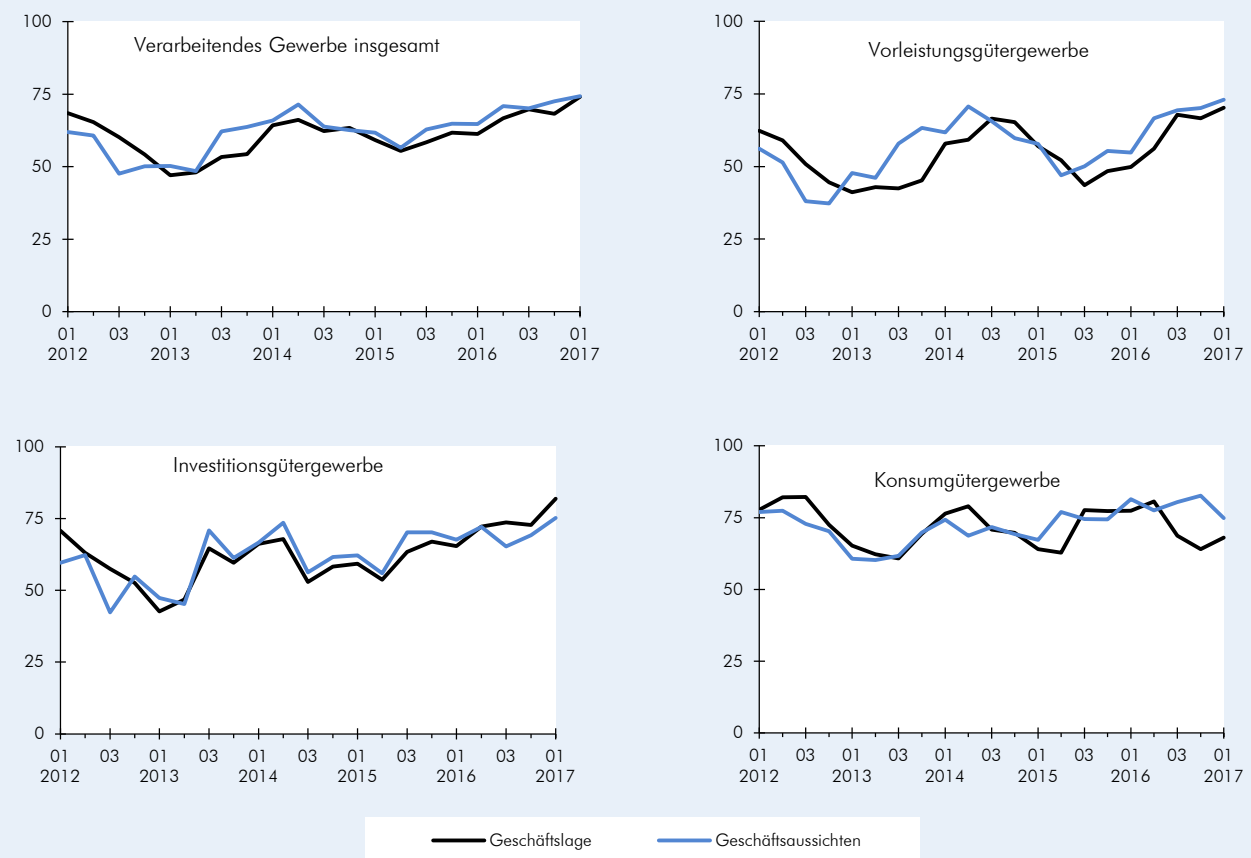 Verarbeitendes Gewerbe insgesamt
100
75
50
25
0
01 03 01 03 01 03 01 03 01 03 01
2012 2013 2014 2015 2016 2017
Vorleistungsgütergewerbe
100
75
50
25
0
01 03 01 03 01 03 01 03 01 03 01
2012 2013 2014 2015 2016 2017
Investitionsgütergewerbe
100
75
50
25
0
01 03 01 03 01 03 01 03 01 03 01
2012 2013 2014 2015 2016 2017
Konsumgütergewerbe
100
75
50
25
0
01 03 01 03 01 03 01 03 01 03 01
2012 2013 2014 2015 2016 2017
Geschäftslage Geschäftsaussichten